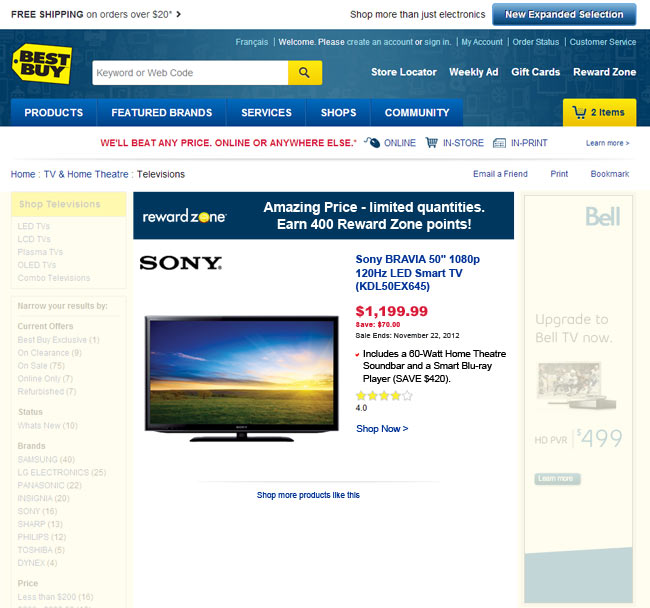 FREE SHIPPING on orders over $20*
Shop more than just electronics
New Expanded Selection
Français | Welcome. Please create an account or sign in. | My Account | Order Status | Customer Service
BEST BUY
Keyword or Web Code
Store Locator Weekly Ad Gift Cards Reward Zone
PRODUCTS FEATURED BRANDS SERVICES SHOPS COMMUNITY
2 Items
WE'LL BEAT ANY PRICE. ONLINE OR ANYWHERE ELSE.* ONLINE IN-STORE IN-PRINT Learn more >
Home : TV & Home Theatre : Televisions
Email a Friend Print Bookmark
Shop Televisions
LED TVs
LCD TVs
Plasma TVs
OLED TVs
Combo Televisions
Narrow your results by:
Current Offers
Best Buy Exclusive (1)
On Clearance (9)
On Sale (75)
Online Only (7)
Refurbished (7)
Status
Whats New (10)
Brands
SAMSUNG (40)
LG ELECTRONICS (25)
PANASONIC (22)
INSIGNIA (20)
SONY (16)
SHARP (13)
PHILIPS (12)
TOSHIBA (5)
DYNEX (4)
Price
Less than $200 (16)
reward zone
Amazing Price - limited quantities.
Earn 400 Reward Zone points!
SONY
Sony BRAVIA 50" 1080p
120Hz LED Smart TV
(KDL50EX645)
$1,199.99
Save: $70.00
Sale Ends: November 22, 2012
Includes a 60-Watt Home Theatre
Soundbar and a Smart Blu-ray
Player (SAVE $420).
4.0
Shop Now >
SONY
Shop more products like this
Bell
Upgrade to
Bell TV now.
HD PVR $499
Learn more